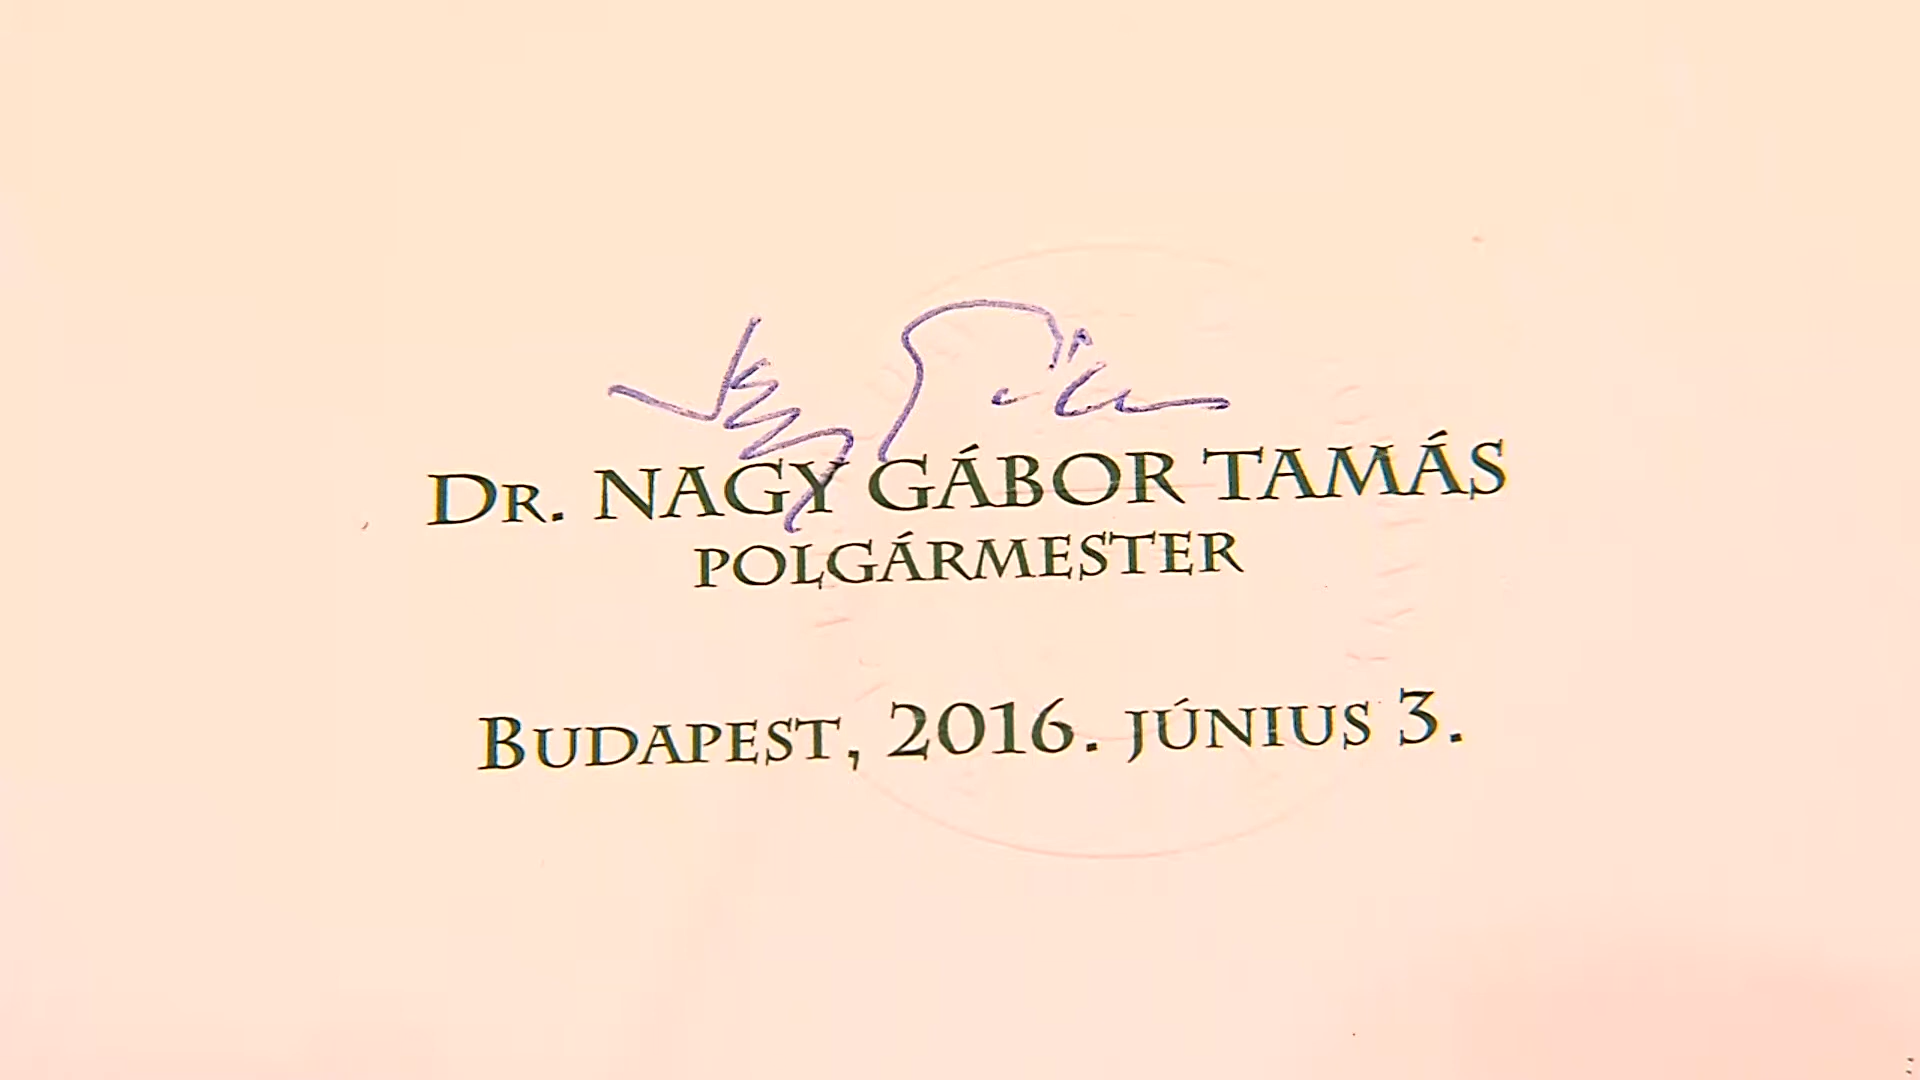 Dr. NAGY GÁBOR TAMÁS
POLGÁRMESTER
BUDAPEST, 2016. JÚNIUS 3.